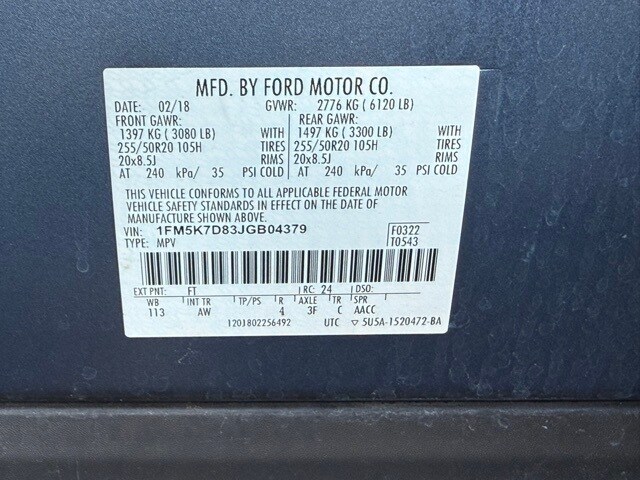 MFD. BY FORD MOTOR CO.
DATE: 02/18 GVWR: 2776 KG ( 6120 LB)
FRONT GAWR: REAR GAWR:
1397 KG ( 3080 LB) WITH 1497 KG ( 3300 LB) WITH
255/50R20 105H TIRES 255/50R20 105H TIRES
20x8.5J RIMS 20x8.5J RIMS
AT 240 kPa/ 35 PSI COLD AT 240 kPa/ 35 PSI COLD
THIS VEHICLE CONFORMS TO ALL APPLICABLE FEDERAL MOTOR
VEHICLE SAFETY STANDARDS IN EFFECT ON THE DATE OF
MANUFACTURE SHOWN ABOVE.
VIN: 1FM5K7D83JGB04379 F0322
TYPE: MPV T0543
EXT PNT: FT RC: 24
WB INT TR TP/PS R AXLE TR SPR
113 AW 4 3F C AACC
120J802256492 UTC ▽ 5U5A-1520472-BA